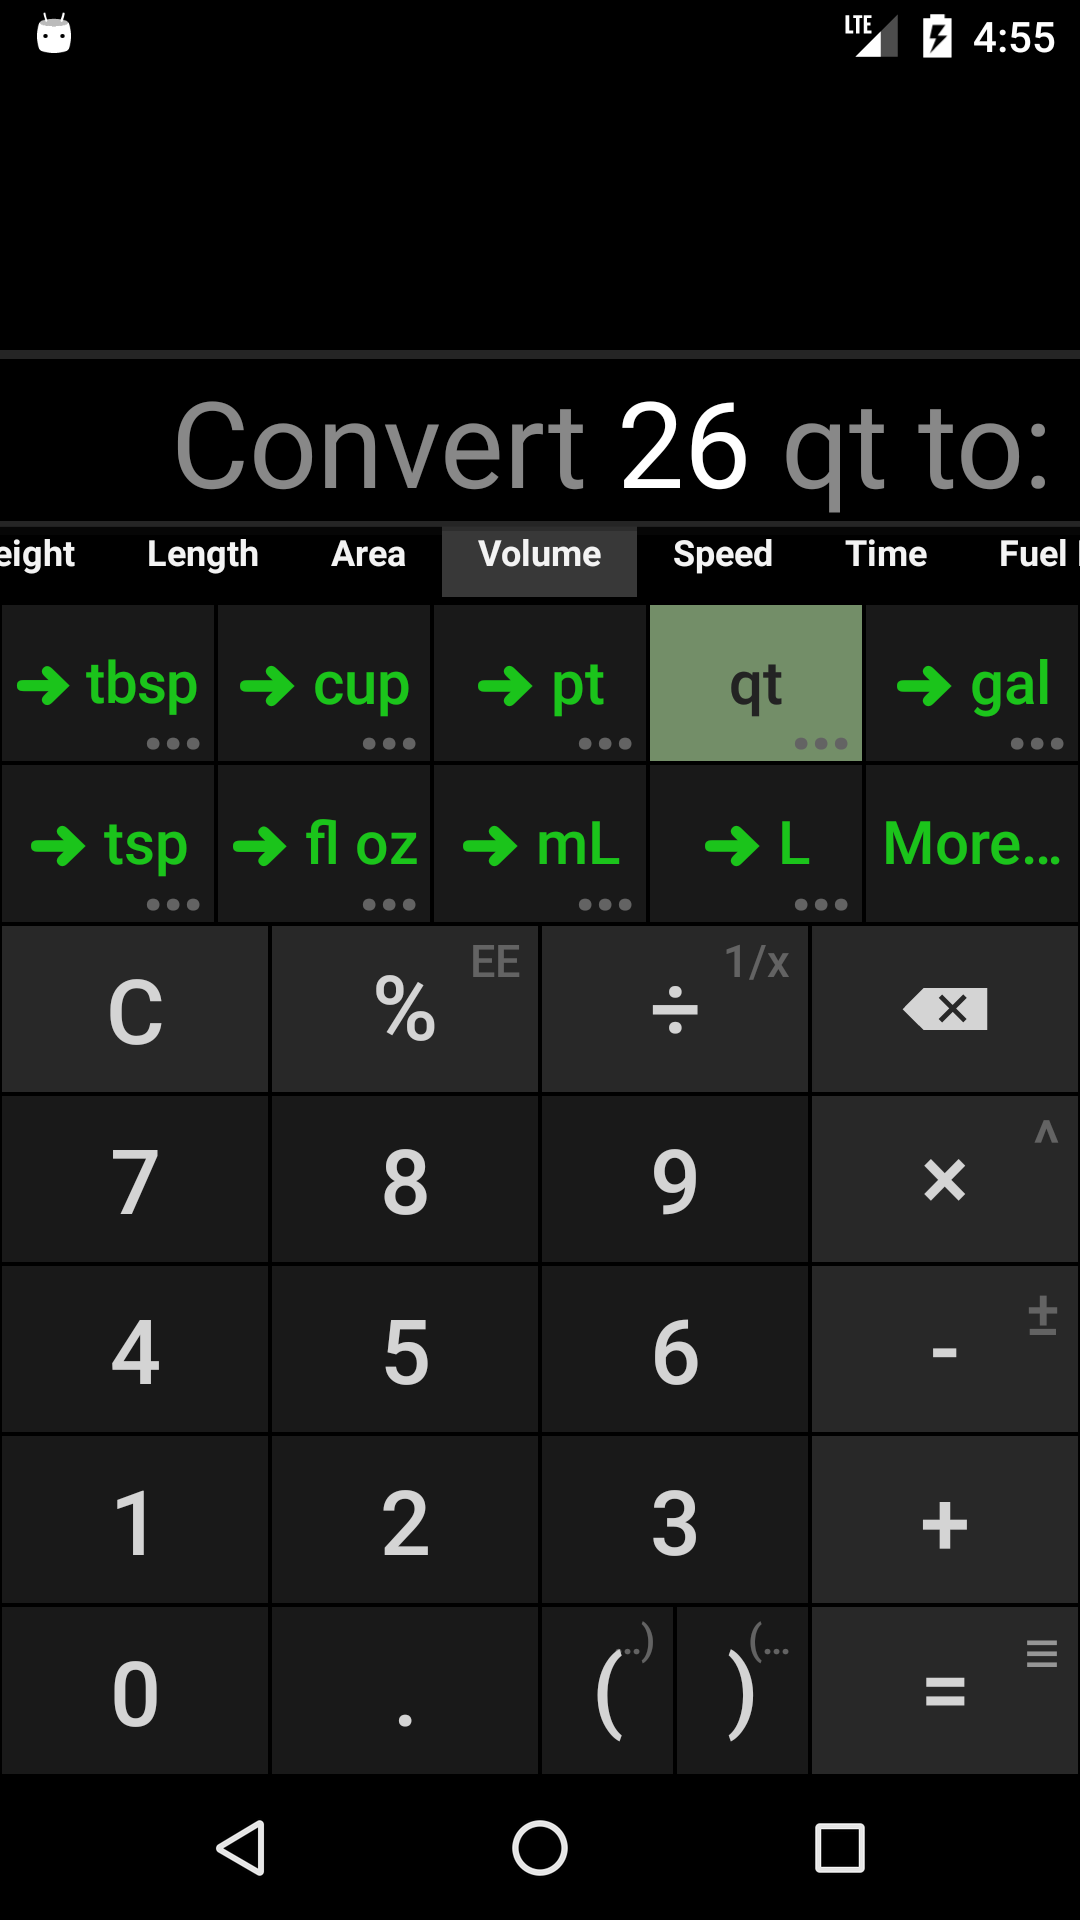 LTE 4:55
Convert 26 qt to:
eight Length Area Volume Speed Time Fuel
➔ tbsp ➔ cup ➔ pt qt ➔ gal
➔ tsp ➔ fl oz ➔ mL ➔ L More...
C % EE ÷ 1/x
7 8 9 × ^
4 5 6 - ±
1 2 3 +
0 . ( ..) ) (... =